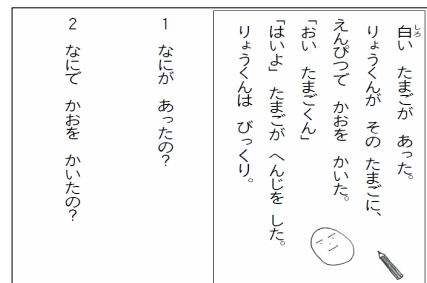 白い　たまごが　あった。
しろ
りょうくんが　その　たまごに、
えんぴつで　かおを　かいた。
「おい　たまごくん」
「はいよ」　たまごが　へんじを　した。
りょうくんは　びっくり。
1　なにが　あったの？
2　なにで　かおを　かいたの？